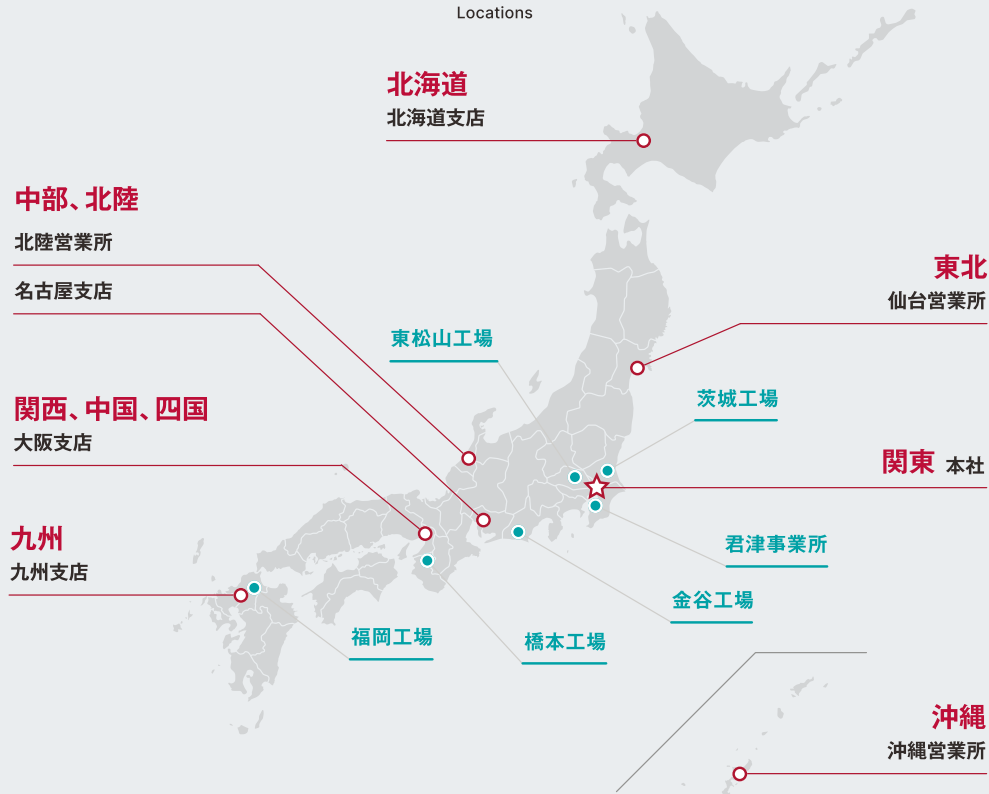 Locations
北海道
北海道支店
中部、北陸
北陸営業所
名古屋支店
東北
仙台営業所
東松山工場
茨城工場
関西、中国、四国
大阪支店
関東 本社
九州
九州支店
君津事業所
金谷工場
福岡工場
橋本工場
沖縄
沖縄営業所